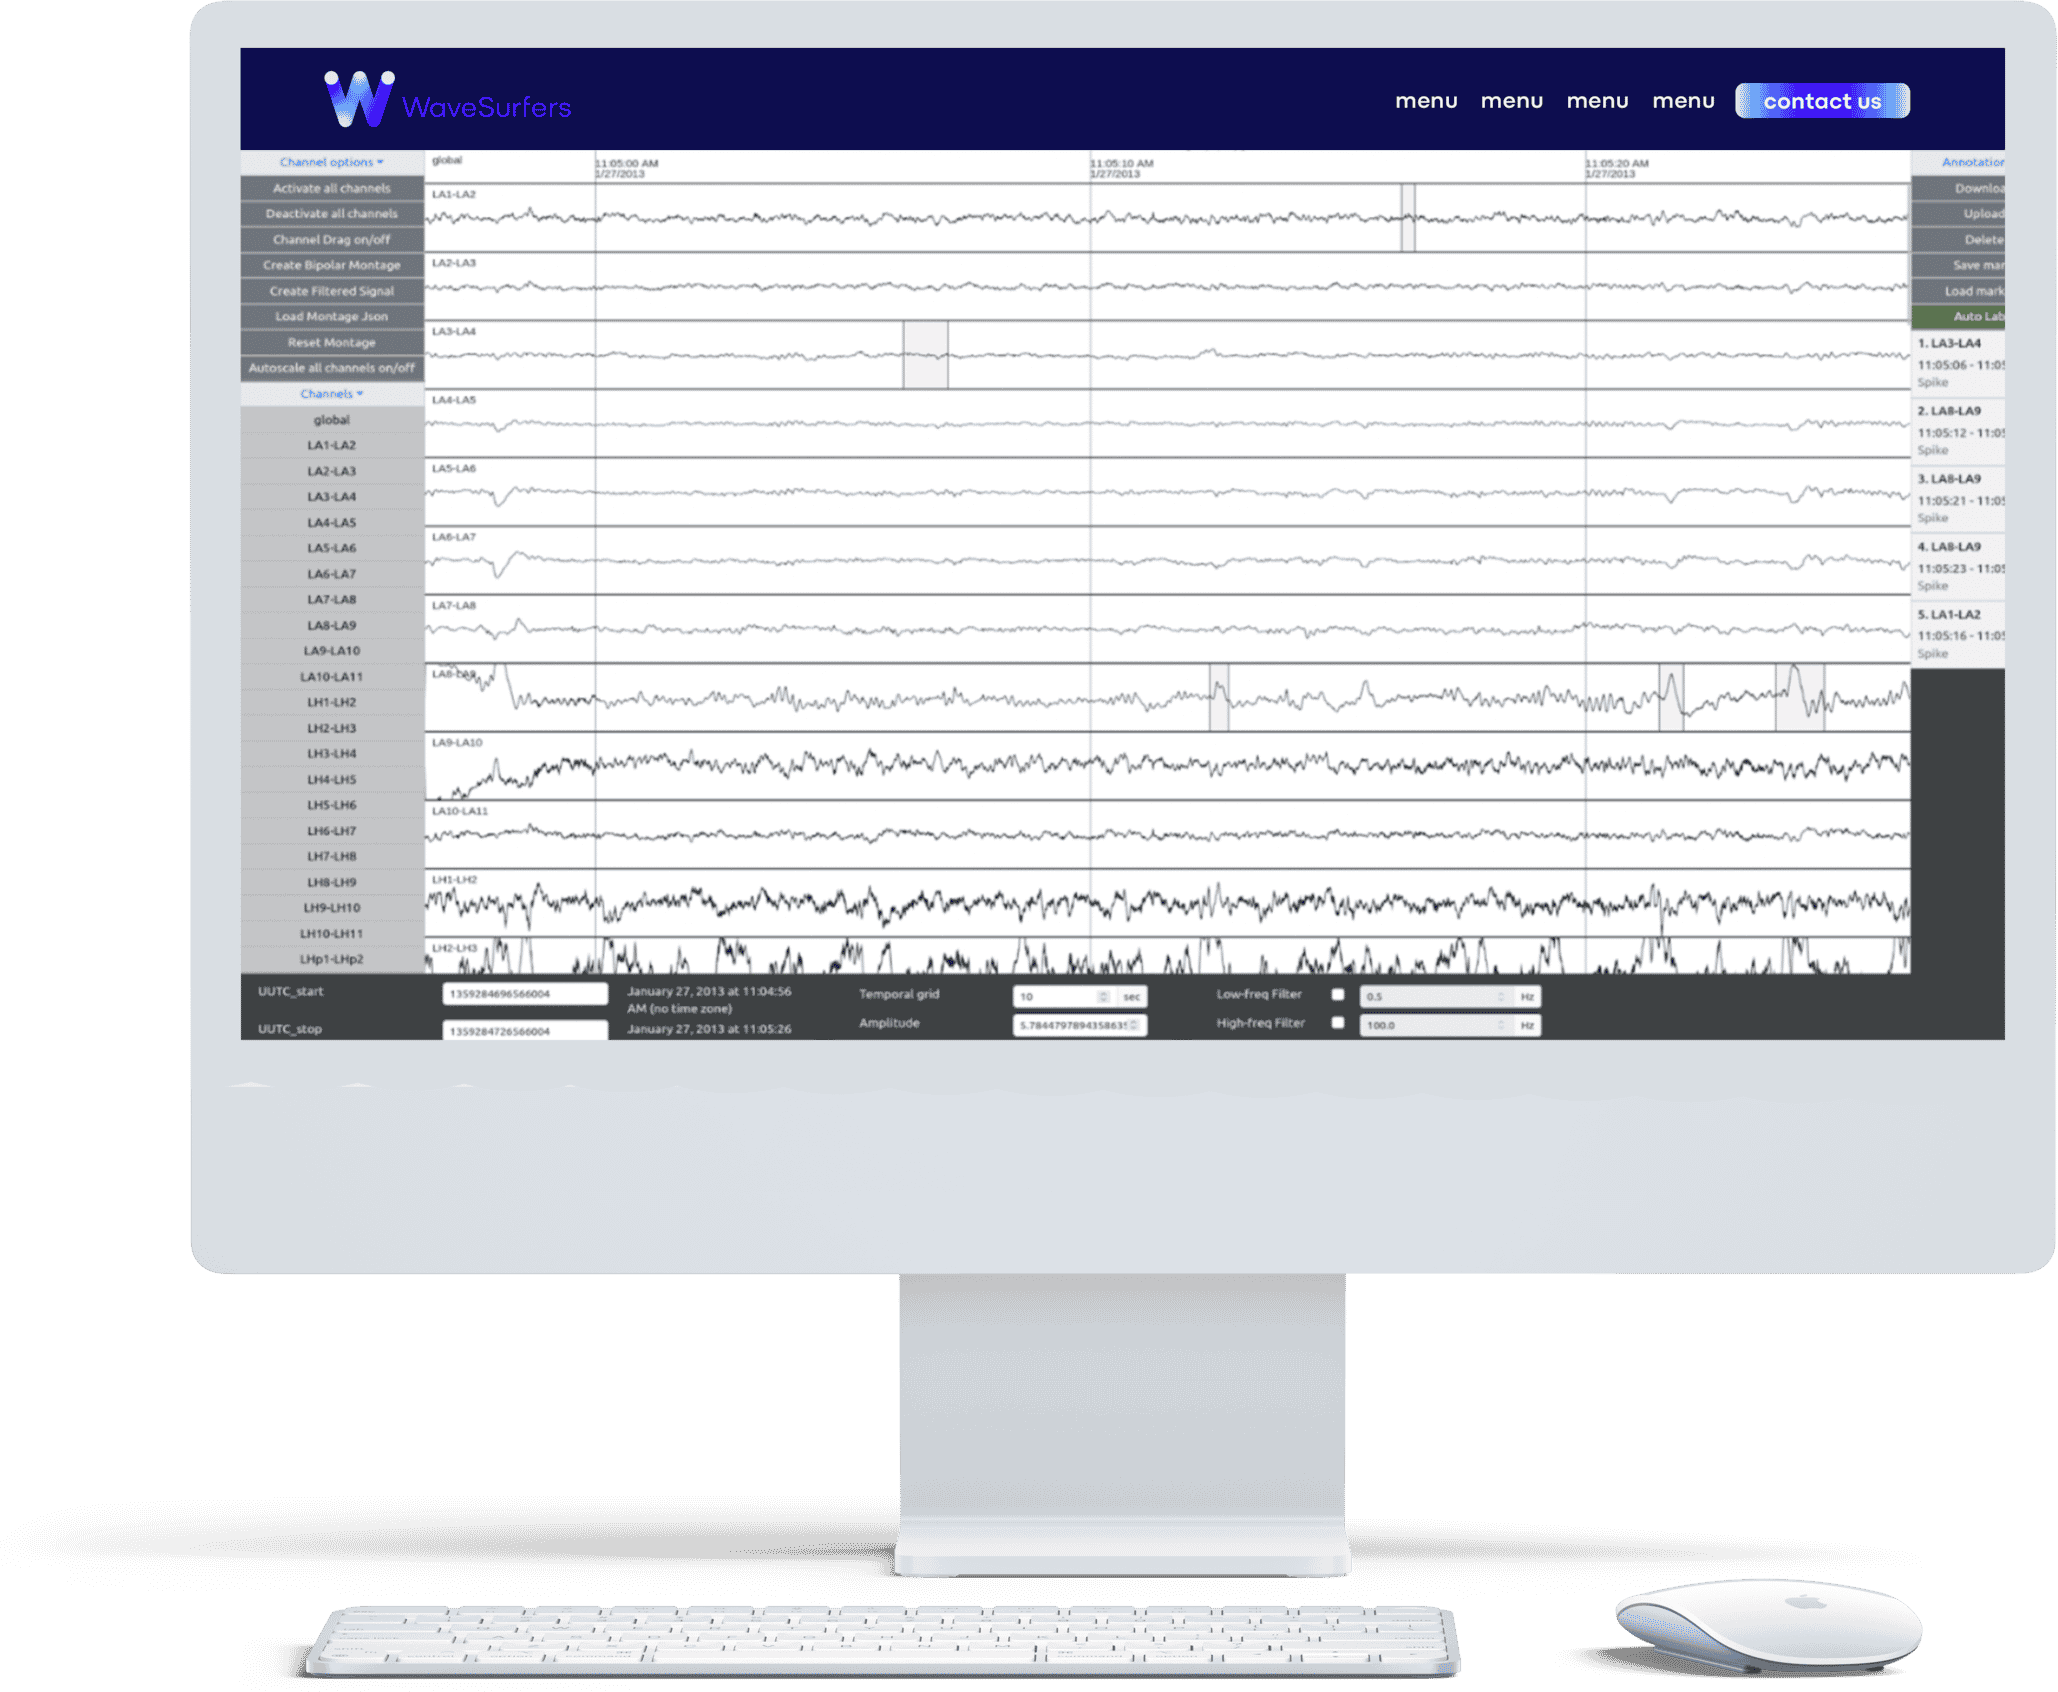 WaveSurfers
menu menu menu menu contact us
Channel options
Activate all channels
Deactivate all channels
Channel Drag on/off
Create Bipolar Montage
Create Filtered Signal
Load Montage Json
Reset Montage
Autoscale all channels on/off
Channels
global
LA1-LA2
LA2-LA3
LA3-LA4
LA4-LA5
LA5-LA6
LA6-LA7
LA7-LA8
LA8-LA9
LA9-LA10
LA10-LA11
LH1-LH2
LH2-LH3
LH3-LH4
LH4-LH5
LH5-LH6
LH6-LH7
LH7-LH8
LH8-LH9
LH9-LH10
LH10-LH11
LHp1-LHp2
global
11:05:00 AM
1/27/2013
11:05:10 AM
1/27/2013
11:05:20 AM
1/27/2013
LA1-LA2
LA2-LA3
LA3-LA4
LA4-LA5
LA5-LA6
LA6-LA7
LA7-LA8
LA8-LA9
LA9-LA10
LA10-LA11
LH1-LH2
LH2-LH3
Annotation
Downloa
Upload
Delete
Save mar
Load mark
Auto Lab
1. LA3-LA4
11:05:06 - 11:05
Spike
2. LA8-LA9
11:05:12 - 11:05
Spike
3. LA8-LA9
11:05:21 - 11:05
Spike
4. LA8-LA9
11:05:23 - 11:05
Spike
5. LA1-LA2
11:05:16 - 11:05
Spike
UUTC_start
1359284696566004
January 27, 2013 at 11:04:56
AM (no time zone)
UUTC_stop
1359284726566004
January 27, 2013 at 11:05:26
Temporal grid
10 sec
Amplitude
5.784479789435863
Low-freq Filter
0.5 Hz
High-freq Filter
100.0 Hz